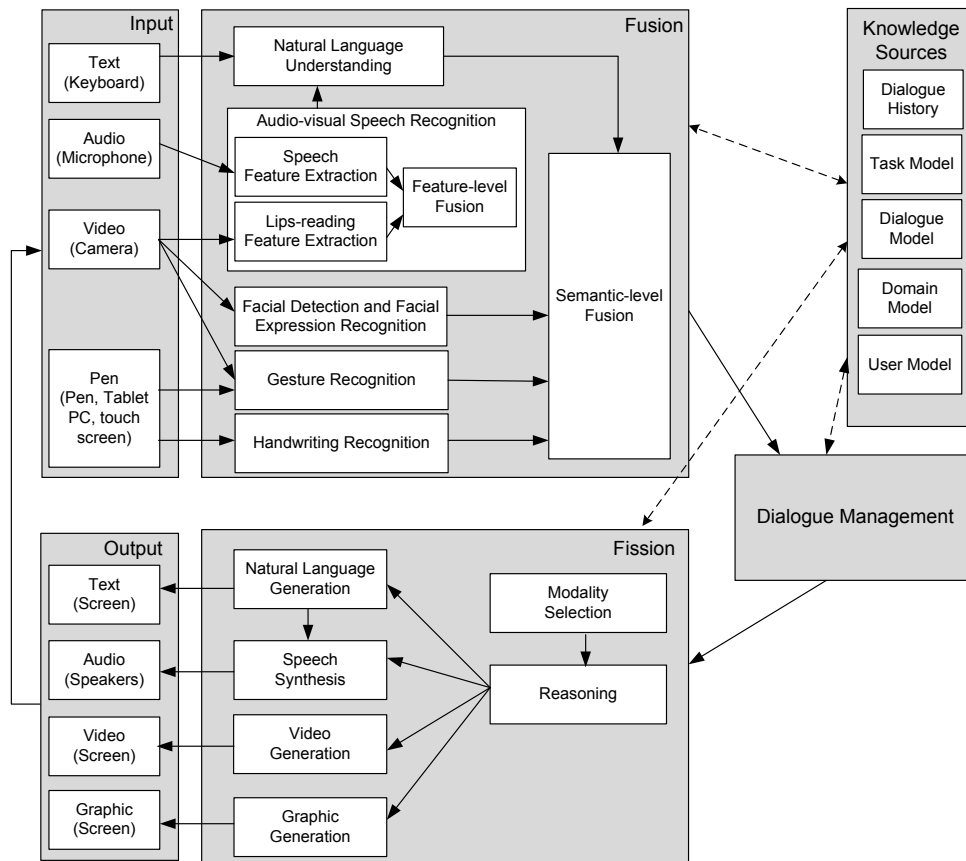 Input
Text
(Keyboard)
Audio
(Microphone)
Video
(Camera)
Pen
(Pen, Tablet
PC, touch
screen)
Fusion
Natural Language
Understanding
Audio-visual Speech Recognition
Speech
Feature Extraction
Feature-level
Fusion
Lips-reading
Feature Extraction
Facial Detection and Facial
Expression Recognition
Gesture Recognition
Handwriting Recognition
Semantic-level
Fusion
Knowledge
Sources
Dialogue
History
Task Model
Dialogue
Model
Domain
Model
User Model
Dialogue Management
Output
Text
(Screen)
Audio
(Speakers)
Video
(Screen)
Graphic
(Screen)
Fission
Natural Language
Generation
Speech
Synthesis
Video
Generation
Graphic
Generation
Modality
Selection
Reasoning